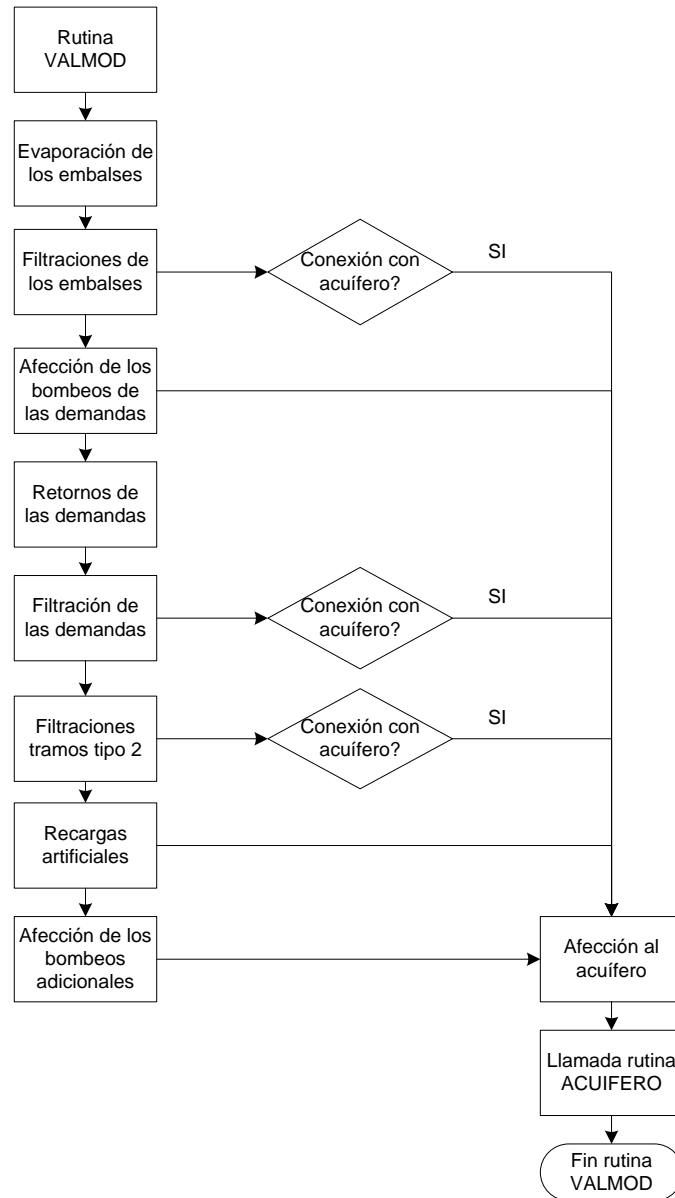 Rutina
VALMOD
Evaporación de
los embalses
Filtraciones de
los embalses
Conexión con
acuífero?
SI
Afección de los
bombeos de
las demandas
Retornos de
las demandas
Filtración de
las demandas
Conexión con
acuífero?
SI
Filtraciones
tramos tipo 2
Conexión con
acuífero?
SI
Recargas
artificiales
Afección de los
bombeos
adicionales
Afección al
acuífero
Llamada rutina
ACUIFERO
Fin rutina
VALMOD